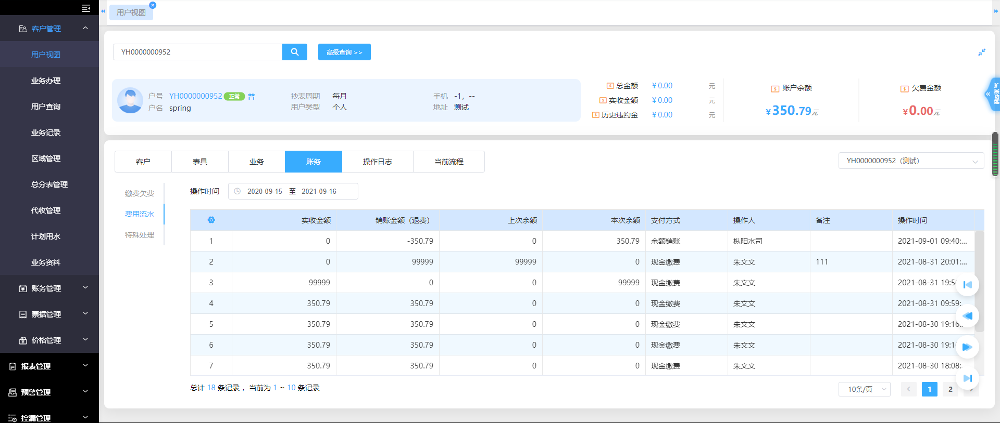 用户视图
客户管理
用户视图
业务办理
用户查询
业务记录
区域管理
总分表管理
代收管理
计划用水
业务资料
账务管理
票据管理
价格管理
报表管理
预警管理
控漏管理
YH0000000952
高级查询 >>
户号 YH0000000952 正常 普
户名 spring
抄表周期 每月
用户类型 个人
手机 -1，--
地址 测试
总金额 ¥ 0.00 元
实收金额 ¥ 0.00 元
历史违约金 ¥ 0.00 元
账户余额
¥350.79元
欠费金额
¥0.00元
扩展功能
客户 表具 业务 账务 操作日志 当前流程
YH0000000952（测试）
缴费欠费
费用流水
特殊处理
操作时间 2020-09-15 至 2021-09-16
实收金额 销账金额（退费） 上次余额 本次余额 支付方式 操作人 备注 操作时间
1 0 -350.79 0 350.79 余额销账 枞阳水司 2021-09-01 09:40:...
2 0 99999 99999 0 现金缴费 朱文文 111 2021-08-31 20:01:...
3 99999 0 0 99999 现金缴费 朱文文 2021-08-31 19:5
4 350.79 350.79 0 0 现金缴费 朱文文 2021-08-31 09:59:
5 350.79 350.79 0 0 现金缴费 朱文文 2021-08-30 19:16:
6 350.79 350.79 0 0 现金缴费 朱文文 2021-08-30 19:1
7 350.79 350.79 0 0 现金缴费 朱文文 2021-08-30 18:08:
总计 18 条记录 ，当前为 1 ~ 10 条记录
10条/页 1 2